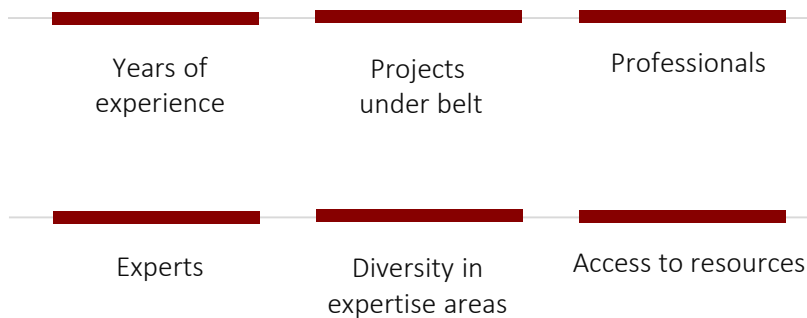 Years of
experience
Projects
under belt
Professionals
Experts
Diversity in
expertise areas
Access to resources